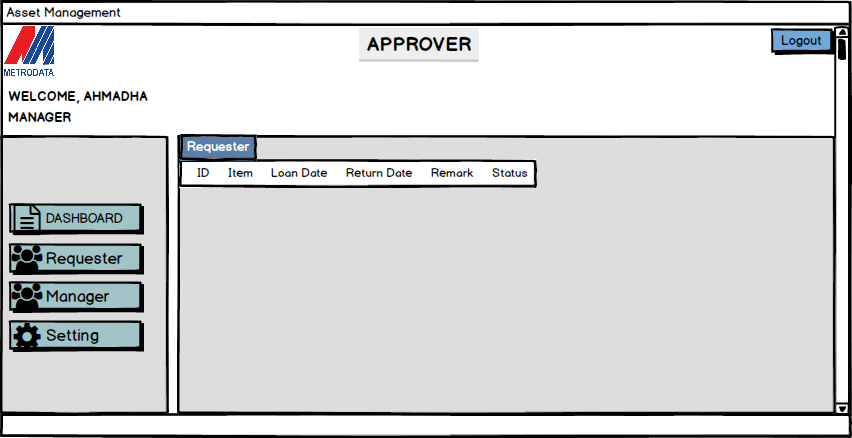 Asset Management
METRODATA
APPROVER
Logout
WELCOME, AHMADHA
MANAGER
DASHBOARD
Requester
Manager
Setting
Requester
ID Item Loan Date Return Date Remark Status